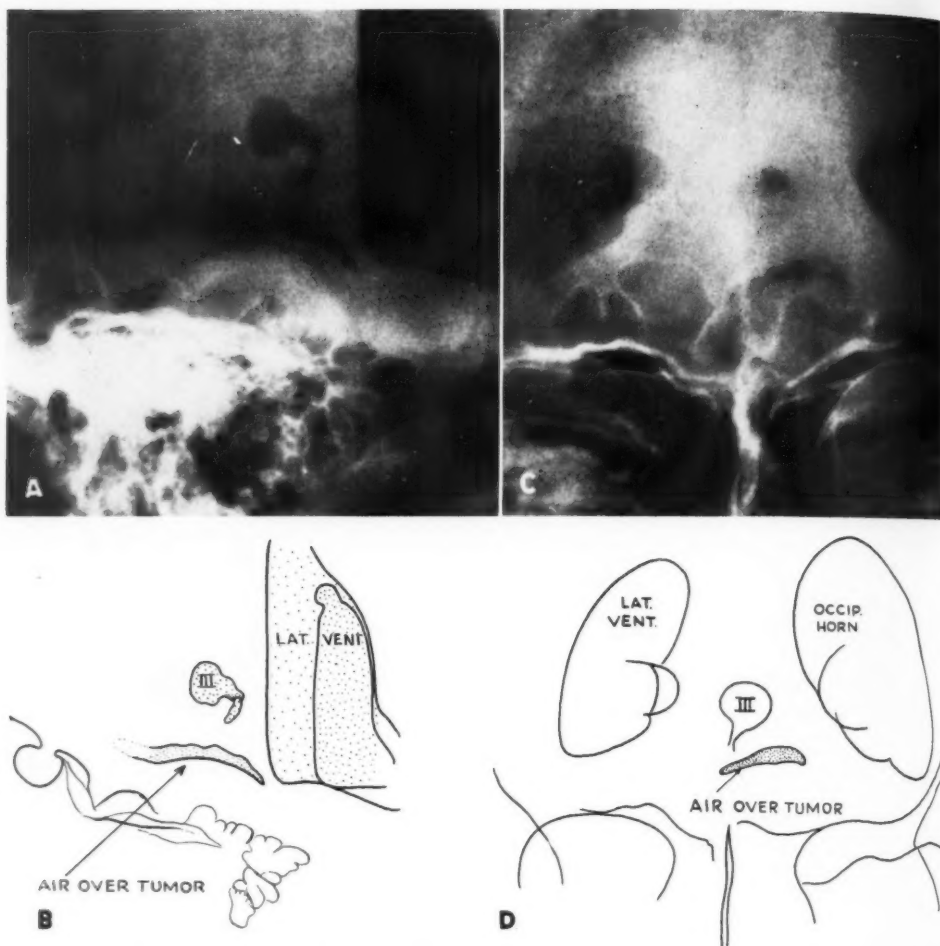 A
C
LAT. VENT
III
AIR OVER TUMOR
B
LAT.
VENT.
OCCIP.
HORN
III
AIR OVER TUMOR
D